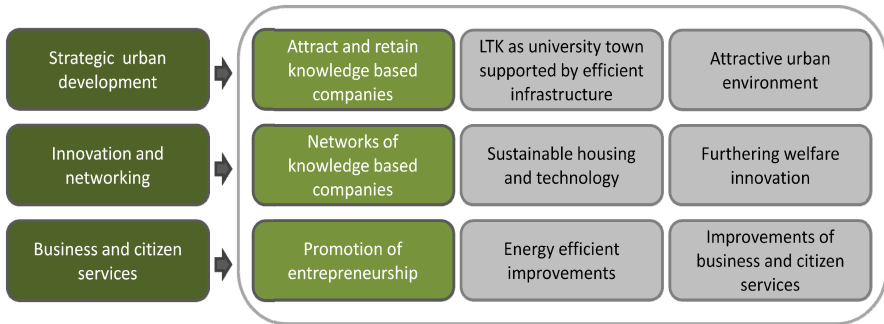 Strategic urban
development
Attract and retain
knowledge based
companies
LTK as university town
supported by efficient
infrastructure
Attractive urban
environment
Innovation and
networking
Networks of
knowledge based
companies
Sustainable housing
and technology
Furthering welfare
innovation
Business and citizen
services
Promotion of
entrepreneurship
Energy efficient
improvements
Improvements of
business and citizen
services